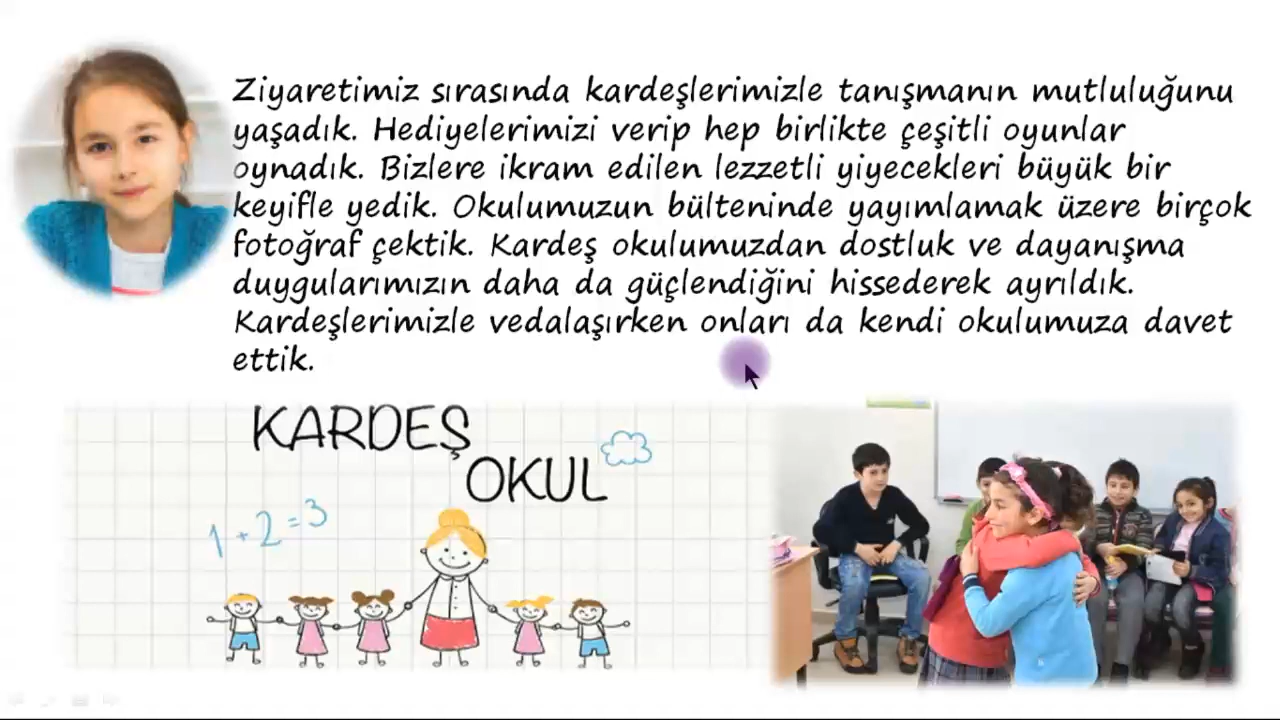 Ziyaretimiz sırasında kardeşlerimizle tanışmanın mutluluğunu
yaşadık. Hediyelerimizi verip hep birlikte çeşitli oyunlar
oynadık. Bizlere ikram edilen lezzetli yiyecekleri büyük bir
keyifle yedik. Okulumuzun bülteninde yayımlamak üzere birçok
fotoğraf çektik. Kardeş okulumuzdan dostluk ve dayanışma
duygularımızın daha da güçlendiğini hissederek ayrıldık.
Kardeşlerimizle vedalaşırken onları da kendi okulumuza davet
ettik.
KARDEŞ
OKUL
1+2=3